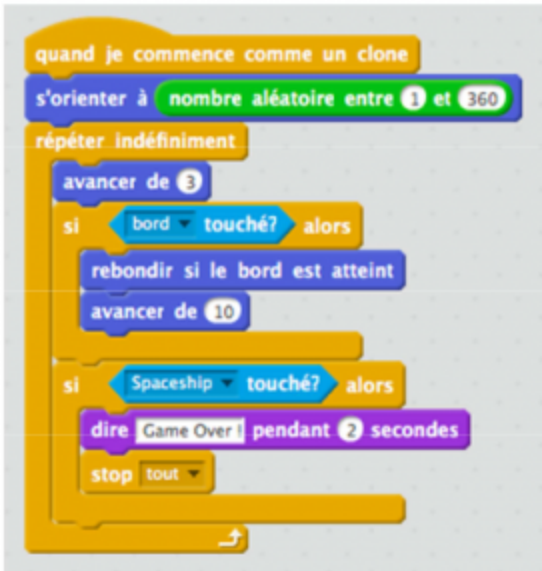 quand je commence comme un clone
s'orienter à nombre aléatoire entre 1 et 360
répéter indéfiniment
avancer de 3
si bord touché? alors
rebondir si le bord est atteint
avancer de 10
si Spaceship touché? alors
dire Game Over ! pendant 2 secondes
stop tout